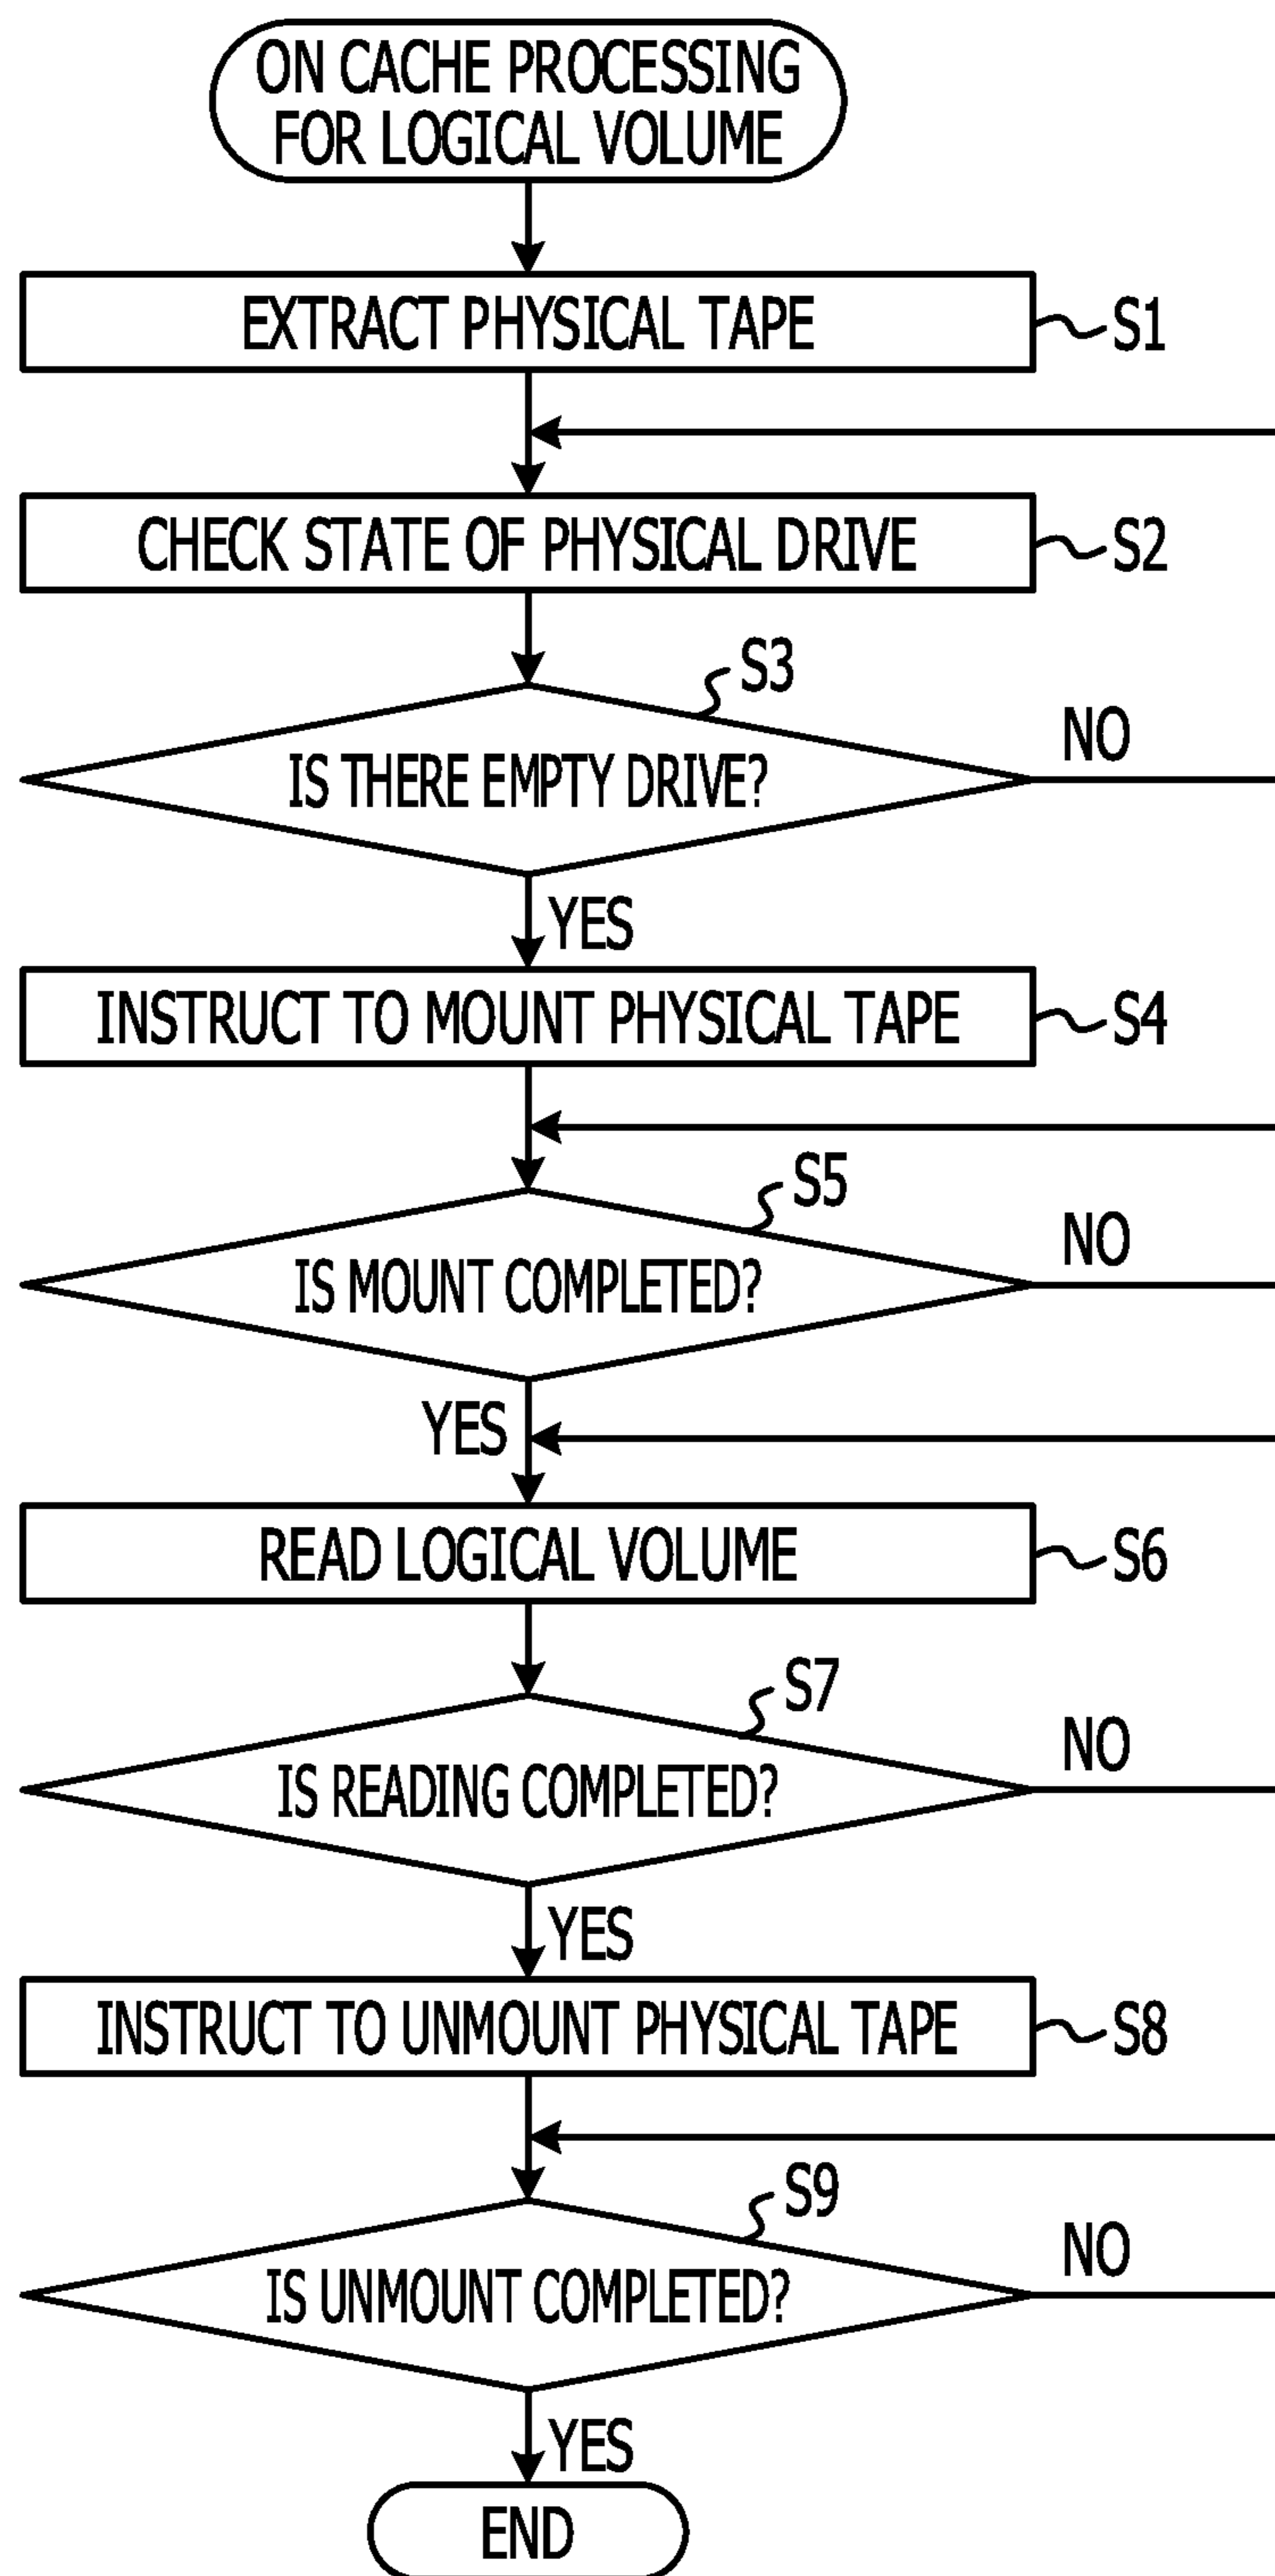 ON CACHE PROCESSING
FOR LOGICAL VOLUME
EXTRACT PHYSICAL TAPE
S1
CHECK STATE OF PHYSICAL DRIVE
S2
S3
IS THERE EMPTY DRIVE?
NO
YES
INSTRUCT TO MOUNT PHYSICAL TAPE
S4
S5
IS MOUNT COMPLETED?
NO
YES
READ LOGICAL VOLUME
S6
S7
IS READING COMPLETED?
NO
YES
INSTRUCT TO UNMOUNT PHYSICAL TAPE
S8
S9
IS UNMOUNT COMPLETED?
NO
YES
END